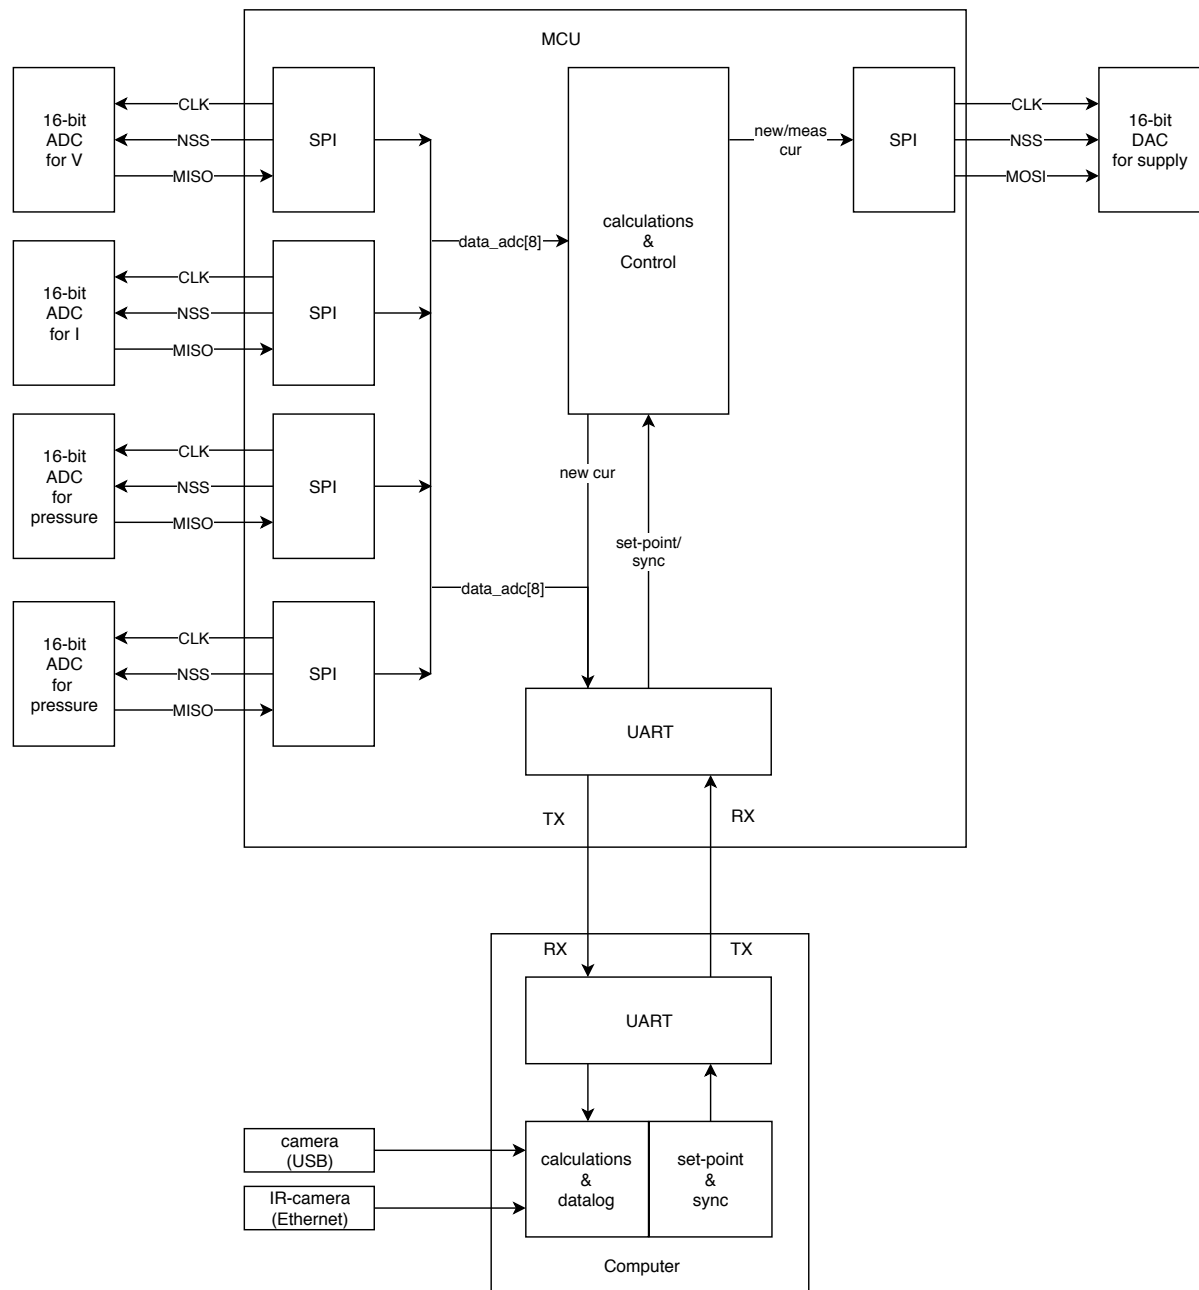 MCU
16-bit
ADC
for V
CLK
NSS
MISO
SPI
16-bit
ADC
for I
CLK
NSS
MISO
SPI
16-bit
ADC
for
pressure
CLK
NSS
MISO
SPI
16-bit
ADC
for
pressure
CLK
NSS
MISO
SPI
data_adc[8]
data_adc[8]
calculations
&
Control
new/meas
cur
SPI
CLK
NSS
MOSI
16-bit
DAC
for supply
new cur
set-point/
sync
UART
TX
RX
RX
TX
UART
camera
(USB)
IR-camera
(Ethernet)
calculations
&
datalog
set-point
&
sync
Computer